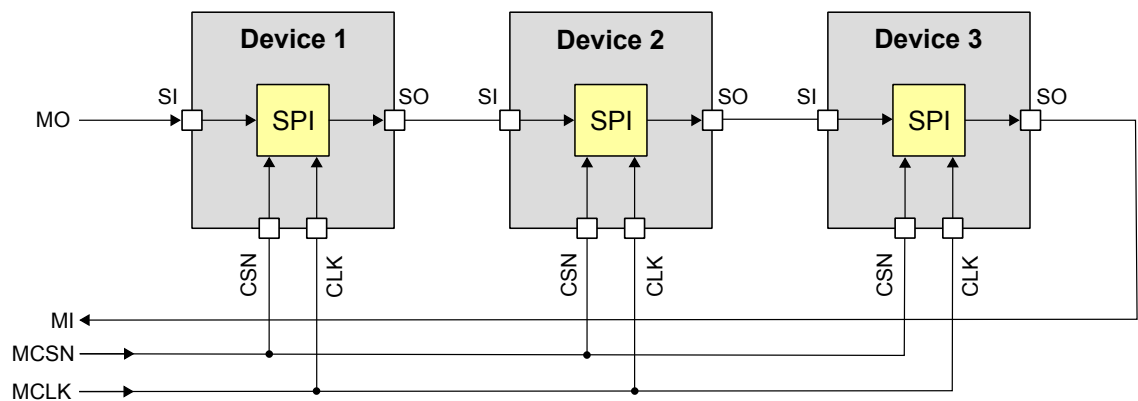 Device 1
Device 2
Device 3
SI
SO
SI
SO
SI
SO
MO
SPI
SPI
SPI
CSN
CLK
CSN
CLK
CSN
CLK
MI
MCSN
MCLK